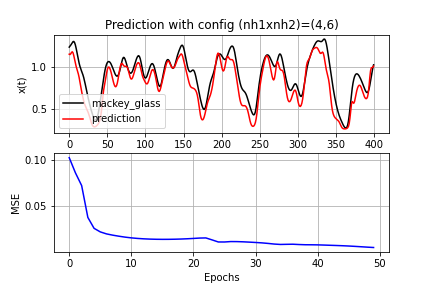 Prediction with config (nh1xnh2)=(4,6)
x(t)
1.0
0.5
mackey_glass
prediction
0 50 100 150 200 250 300 350 400
MSE
0.10
0.05
0 10 20 30 40 50
Epochs